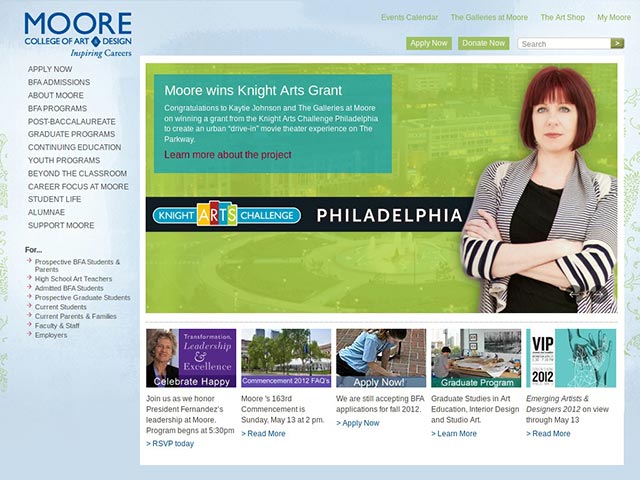 MOORE
COLLEGE OF ART & DESIGN
Inspiring Careers
Events Calendar
The Galleries at Moore
The Art Shop
My Moore
Apply Now
Donate Now
Search
>
APPLY NOW
BFA ADMISSIONS
ABOUT MOORE
BFA PROGRAMS
POST-BACCALAUREATE
GRADUATE PROGRAMS
CONTINUING EDUCATION
YOUTH PROGRAMS
BEYOND THE CLASSROOM
CAREER FOCUS AT MOORE
STUDENT LIFE
ALUMNAE
SUPPORT MOORE
For...
Prospective BFA Students &
Parents
High School Art Teachers
Admitted BFA Students
Prospective Graduate Students
Current Students
Current Parents & Families
Faculty & Staff
Employers
Moore wins Knight Arts Grant
Congratulations to Kaytie Johnson and The Galleries at Moore
on winning a grant from the Knight Arts Challenge Philadelphia
to create an urban “drive-in” movie theater experience on The
Parkway.
Learn more about the project
KNIGHT ARTS CHALLENGE
PHILADELPHIA
Transformation,
Leadership
&
Excellence
Celebrate Happy
Join us as we honor
President Fernandez's
leadership at Moore.
Program begns at 5:30pm
> RSVP today
Commencement 2012 FAQ's
Moore 's 163rd
Commencement is
Sunday, May 13 at 2 pm.
> Read More
Apply Now!
We are still accepting BFA
applications for fall 2012.
> Apply Now
Graduate Program
Graduate Studies in Art
Education, Interior Design
and Studio Art.
> Learn More
VIP
2012
Emerging Artists &
Designers 2012 on view
through May 13
> Read More